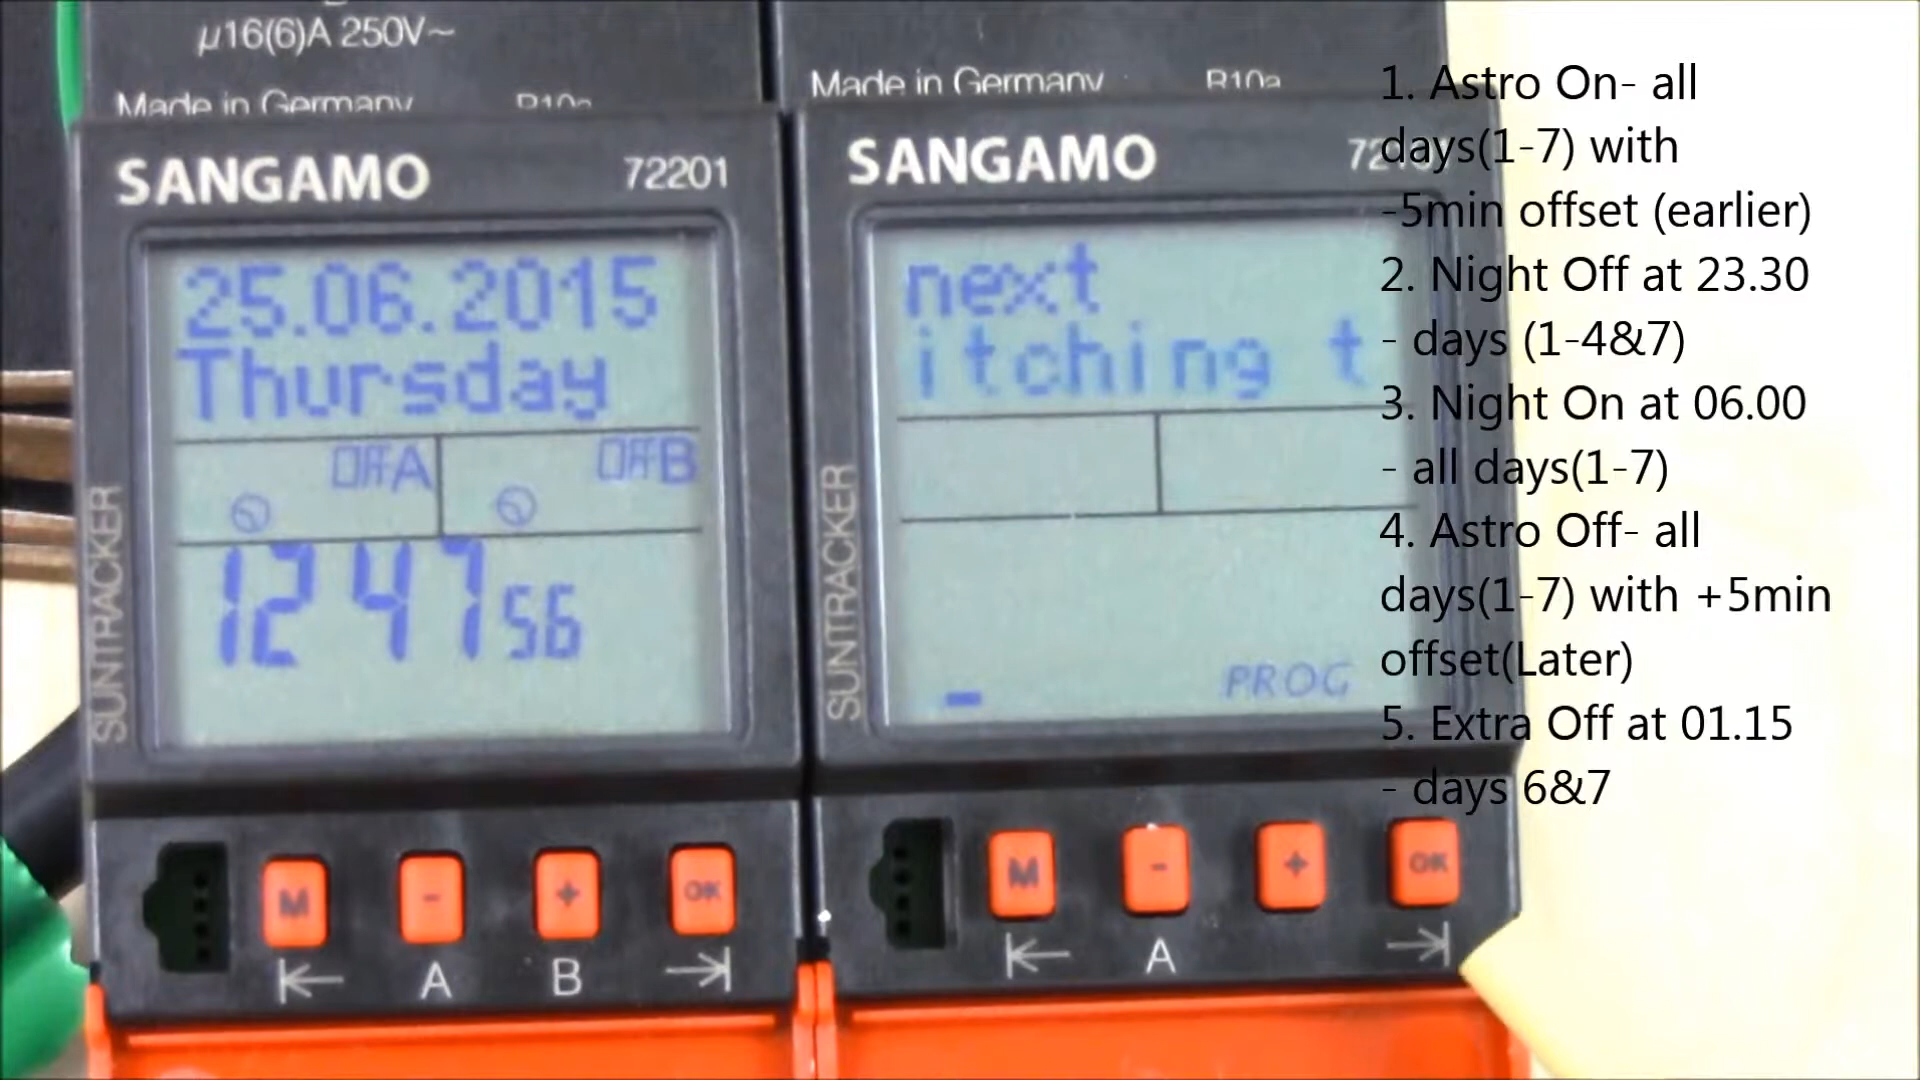 µ16(6)A 250V~
Made in Germany
R10a
SANGAMO 72201
25.06.2015
Thursday
OFF A OFF B
12 47 56
SUNTRACKER
M - + OK
A B
Made in Germany R10a
SANGAMO
next
itching t
PROG
SUNTRACKER
M - + OK
A
1. Astro On- all
days(1-7) with
-5min offset (earlier)
2. Night Off at 23.30
- days (1-4&7)
3. Night On at 06.00
- all days(1-7)
4. Astro Off- all
days(1-7) with +5min
offset(Later)
5. Extra Off at 01.15
- days 6&7